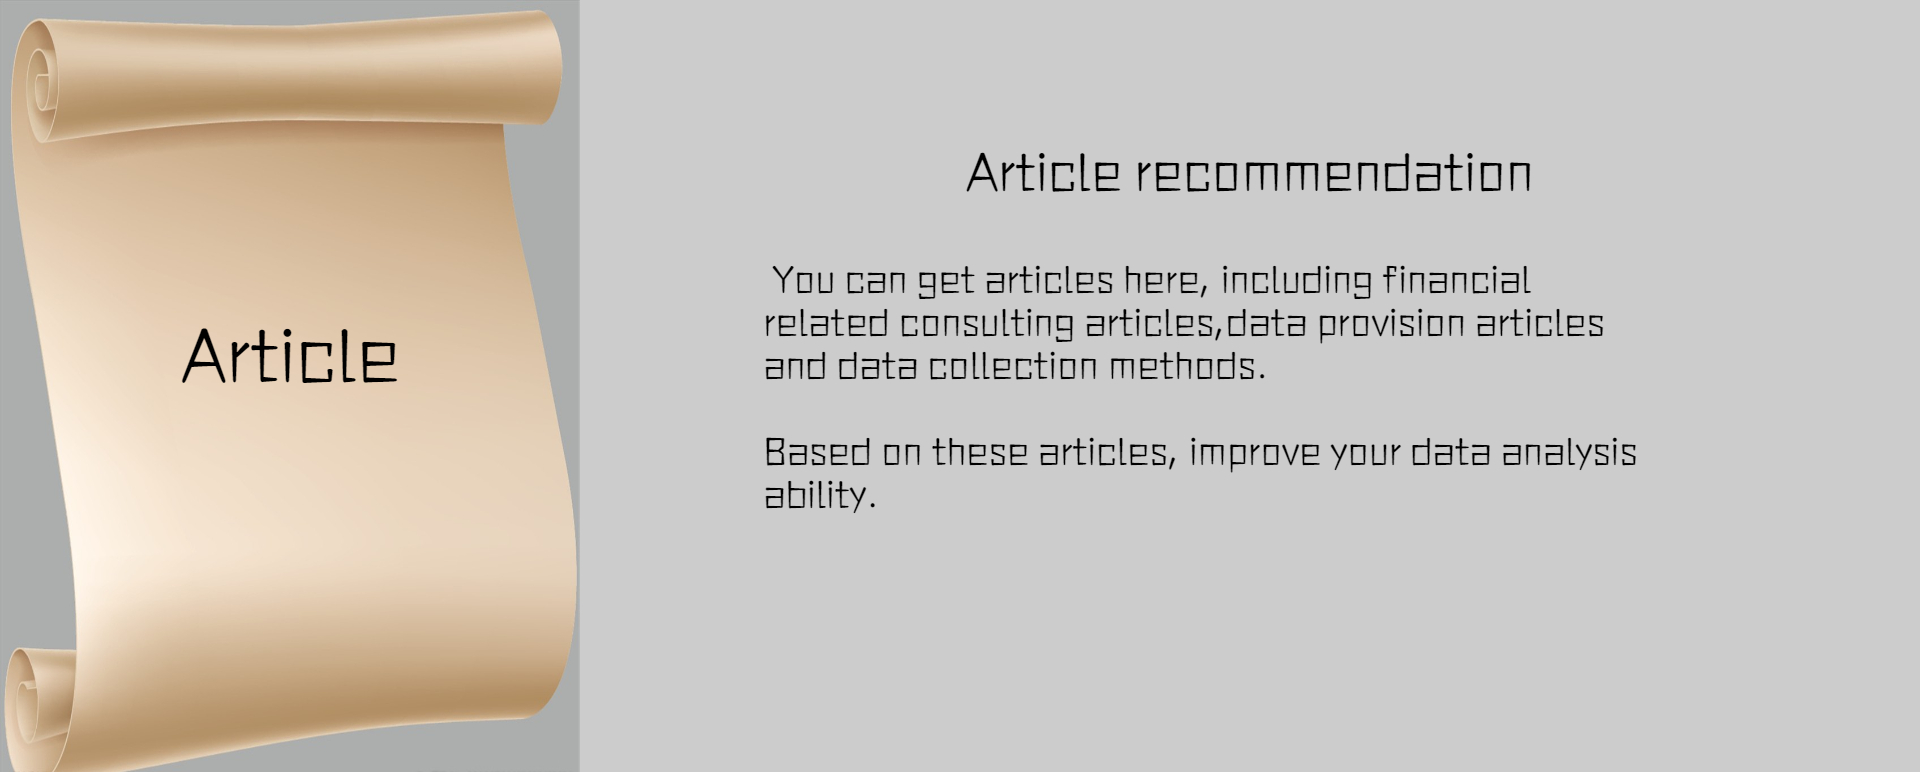 Article
Article recommendation
You can get articles here, including financial
related consulting articles,data provision articles
and data collection methods.
Based on these articles, improve your data analysis
ability.